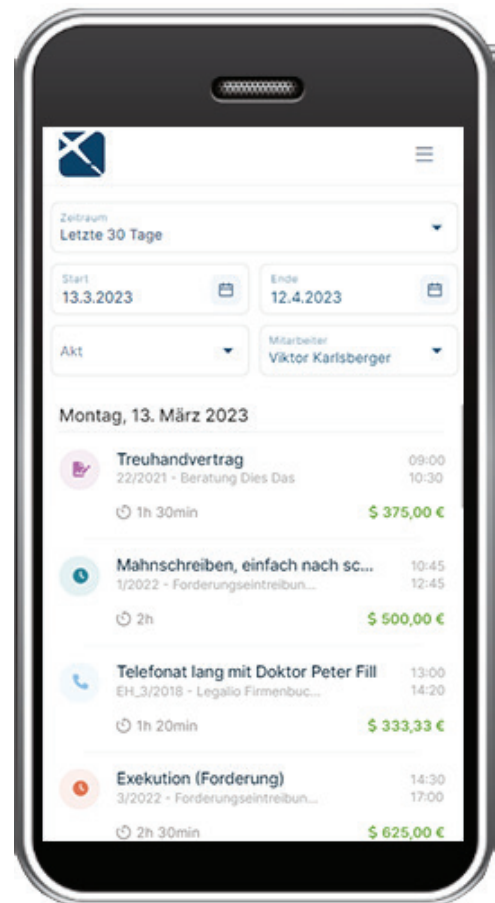 Zeitraum
Letzte 30 Tage
Start
13.3.2023
Ende
12.4.2023
Akt
Mitarbeiter
Viktor Karlsberger
Montag, 13. März 2023
Treuhandvertrag 09:00
22/2021 - Beratung Dies Das 10:30
1h 30min $ 375,00 €
Mahnschreiben, einfach nach sc... 10:45
1/2022 - Forderungseintreibun... 12:45
2h $ 500,00 €
Telefonat lang mit Doktor Peter Fill 13:00
EH_3/2018 - Legalio Firmenbuc... 14:20
1h 20min $ 333,33 €
Exekution (Forderung) 14:30
3/2022 - Forderungseintreibun... 17:00
2h 30min $ 625,00 €